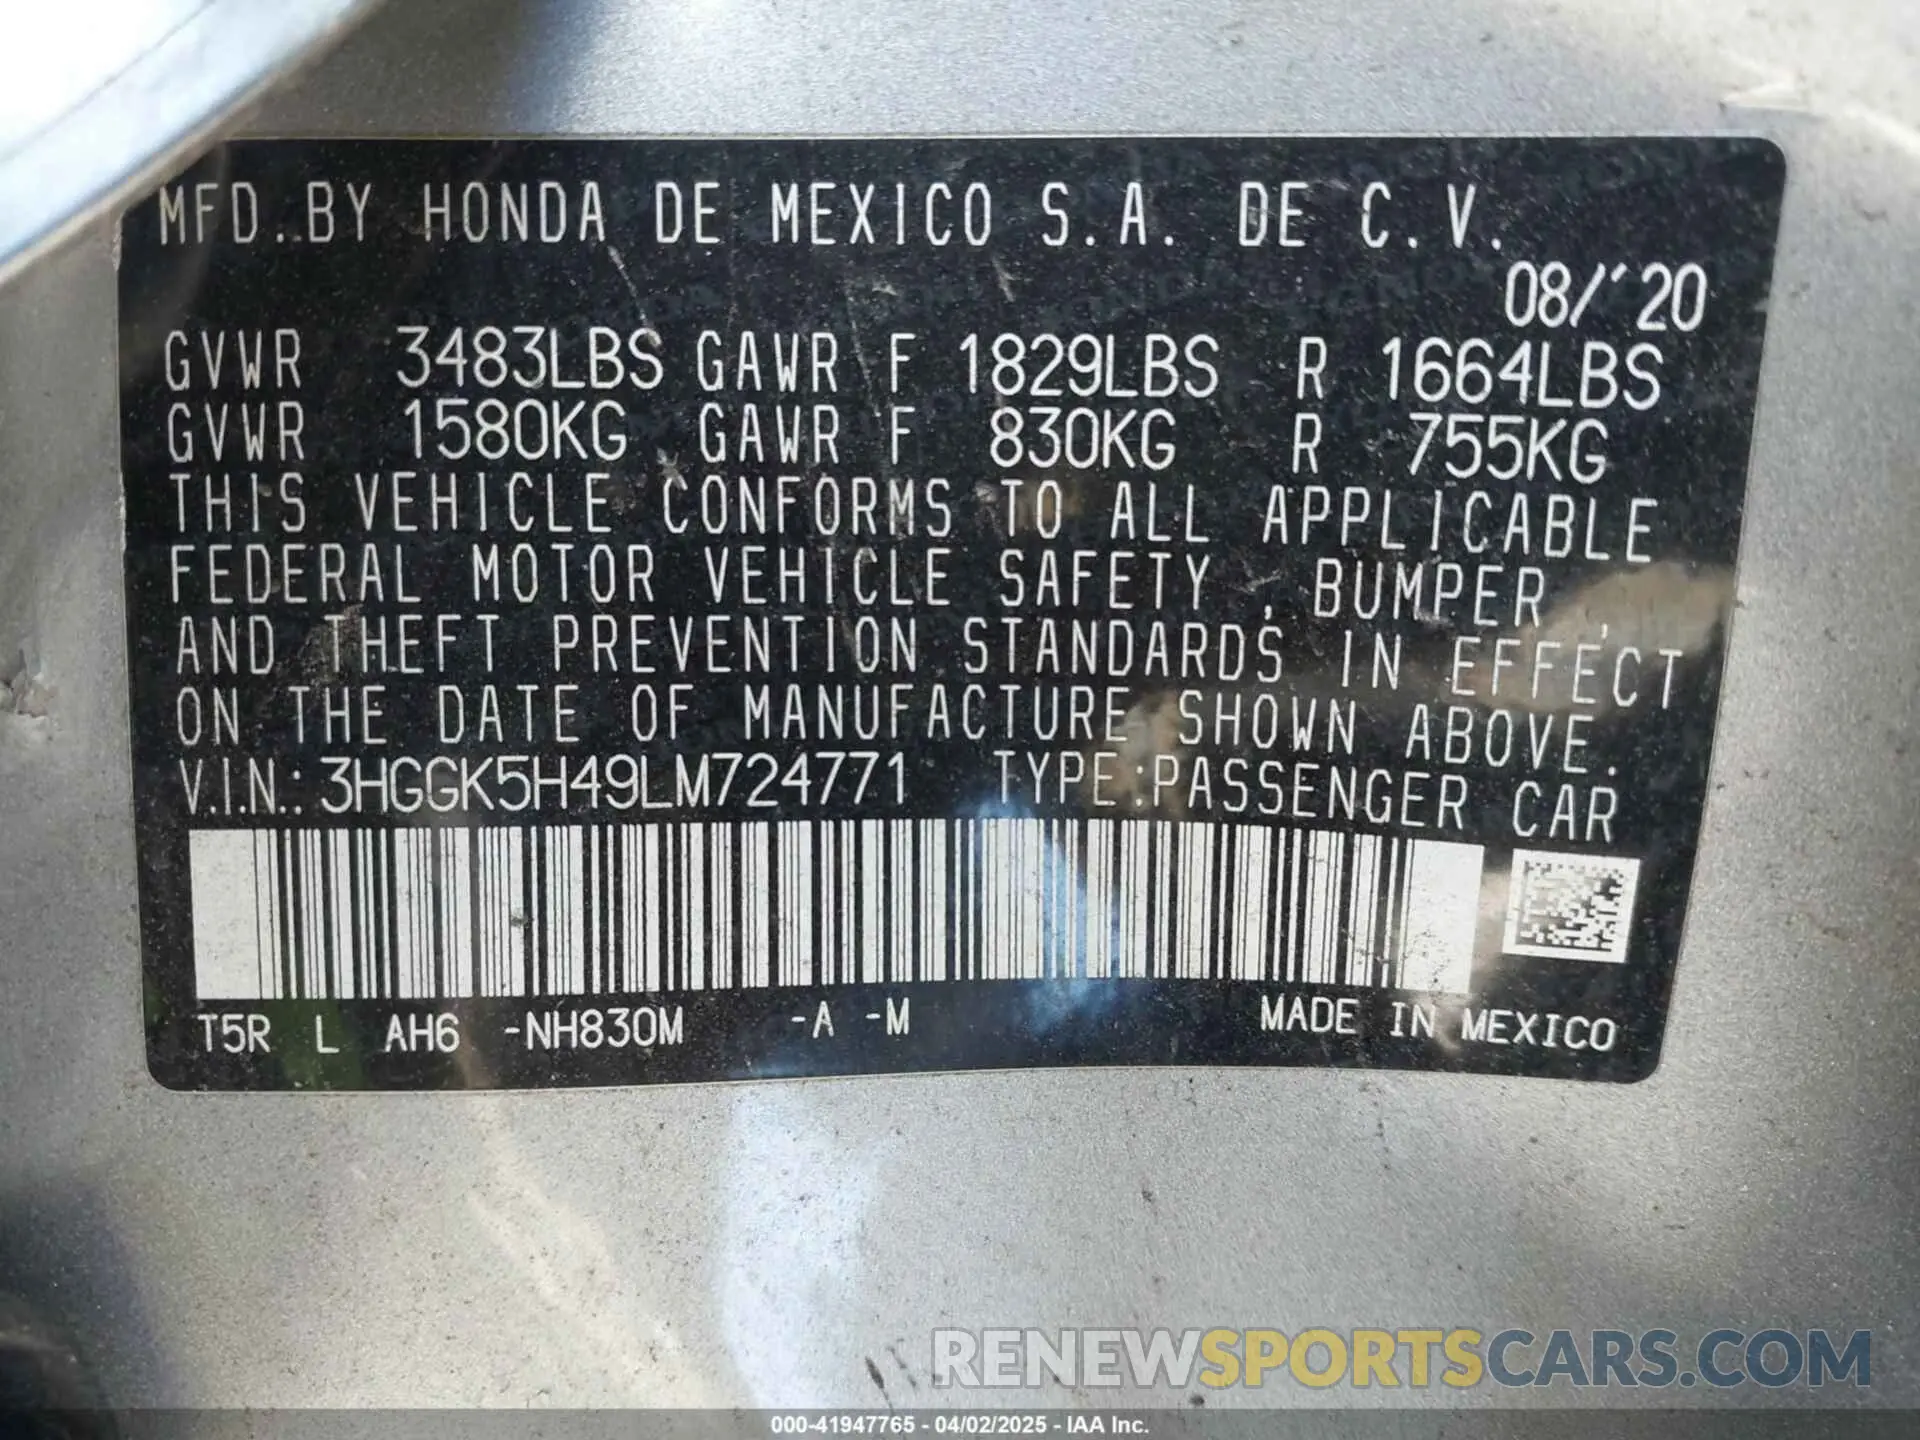 MFD. BY HONDA DE MEXICO S.A. DE C.V.
08/'20
GVWR 3483LBS GAWR F 1829LBS R 1664LBS
GVWR 1580KG GAWR F 830KG R 755KG
THIS VEHICLE CONFORMS TO ALL APPLICABLE
FEDERAL MOTOR VEHICLE SAFETY , BUMPER ,
AND THEFT PREVENTION STANDARDS IN EFFECT
ON THE DATE OF MANUFACTURE SHOWN ABOVE.
V.I.N.: 3HGGK5H49LM724771 TYPE:PASSENGER CAR
T5R L AH6 -NH830M -A -M MADE IN MEXICO
RENEWSPORTSCARS.COM
000-41947765 - 04/02/2025 - IAA Inc.